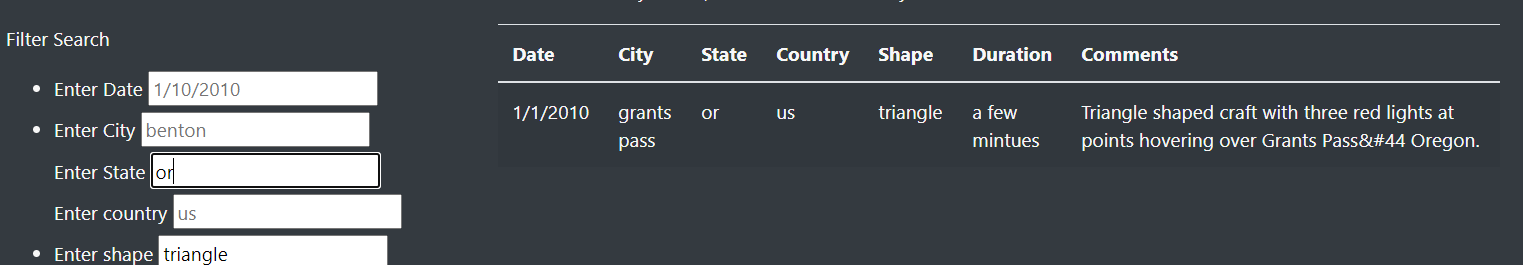 Filter Search
Enter Date 1/10/2010
Enter City benton
Enter State or
Enter country us
Enter shape triangle
Date City State Country Shape Duration Comments
1/1/2010 grants or us triangle a few Triangle shaped craft with three red lights at
pass mintues points hovering over Grants Pass&#44 Oregon.